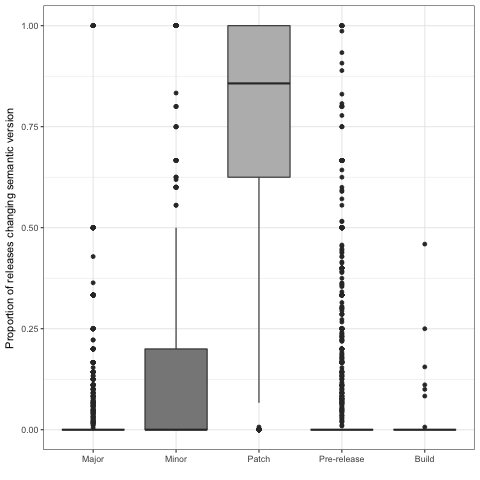 Proportion of releases changing semantic version
1.00
0.75
0.50
0.25
0.00
Major Minor Patch Pre-release Build